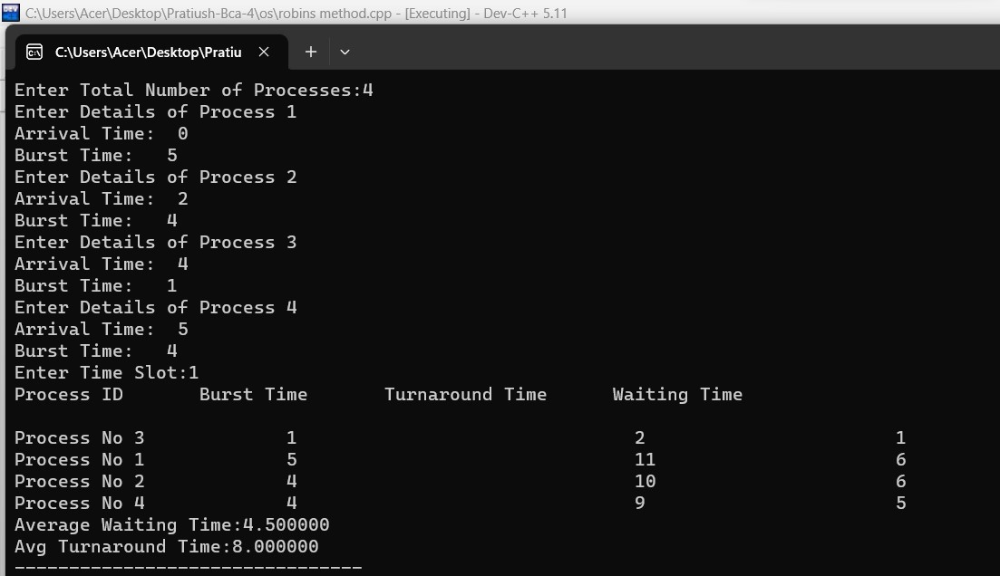 C:\Users\Acer\Desktop\Pratiush-Bca-4\os\robins method.cpp - [Executing] - Dev-C++ 5.11
C:\Users\Acer\Desktop\Pratiu
Enter Total Number of Processes:4
Enter Details of Process 1
Arrival Time:  0
Burst Time:   5
Enter Details of Process 2
Arrival Time:  2
Burst Time:   4
Enter Details of Process 3
Arrival Time:  4
Burst Time:   1
Enter Details of Process 4
Arrival Time:  5
Burst Time:   4
Enter Time Slot:1
Process ID       Burst Time       Turnaround Time      Waiting Time
Process No 3             1                               2                       1
Process No 1             5                               11                      6
Process No 2             4                               10                      6
Process No 4             4                               9                       5
Average Waiting Time:4.500000
Avg Turnaround Time:8.000000
--------------------------------